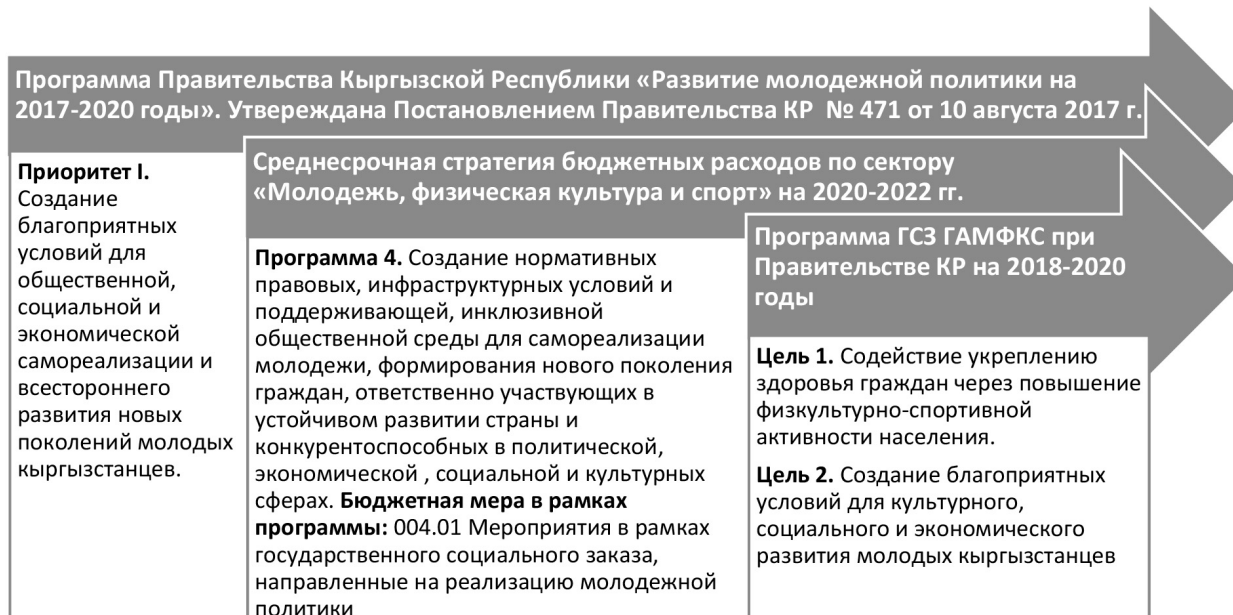 Программа Правительства Кыргызской Республики «Развитие молодежной политики на
2017-2020 годы». Утвереждана Постановлением Правительства КР № 471 от 10 августа 2017 г.
Приоритет I.
Создание
благоприятных
условий для
общественной,
социальной и
экономической
самореализации и
всестороннего
развития новых
поколений молодых
кыргызстанцев.
Среднесрочная стратегия бюджетных расходов по сектору
«Молодежь, физическая культура и спорт» на 2020-2022 гг.
Программа 4. Создание нормативных
правовых, инфраструктурных условий и
поддерживающей, инклюзивной
общественной среды для самореализации
молодежи, формирования нового поколения
граждан, ответственно участвующих в
устойчивом развитии страны и
конкурентоспособных в политической,
экономической , социальной и культурных
сферах. Бюджетная мера в рамках
программы: 004.01 Мероприятия в рамках
государственного социального заказа,
направленные на реализацию молодежной
политики
Программа ГСЗ ГАМФКС при
Правительстве КР на 2018-2020
годы
Цель 1. Содействие укреплению
здоровья граждан через повышение
физкультурно-спортивной
активности населения.
Цель 2. Создание благоприятных
условий для культурного,
социального и экономического
развития молодых кыргызстанцев